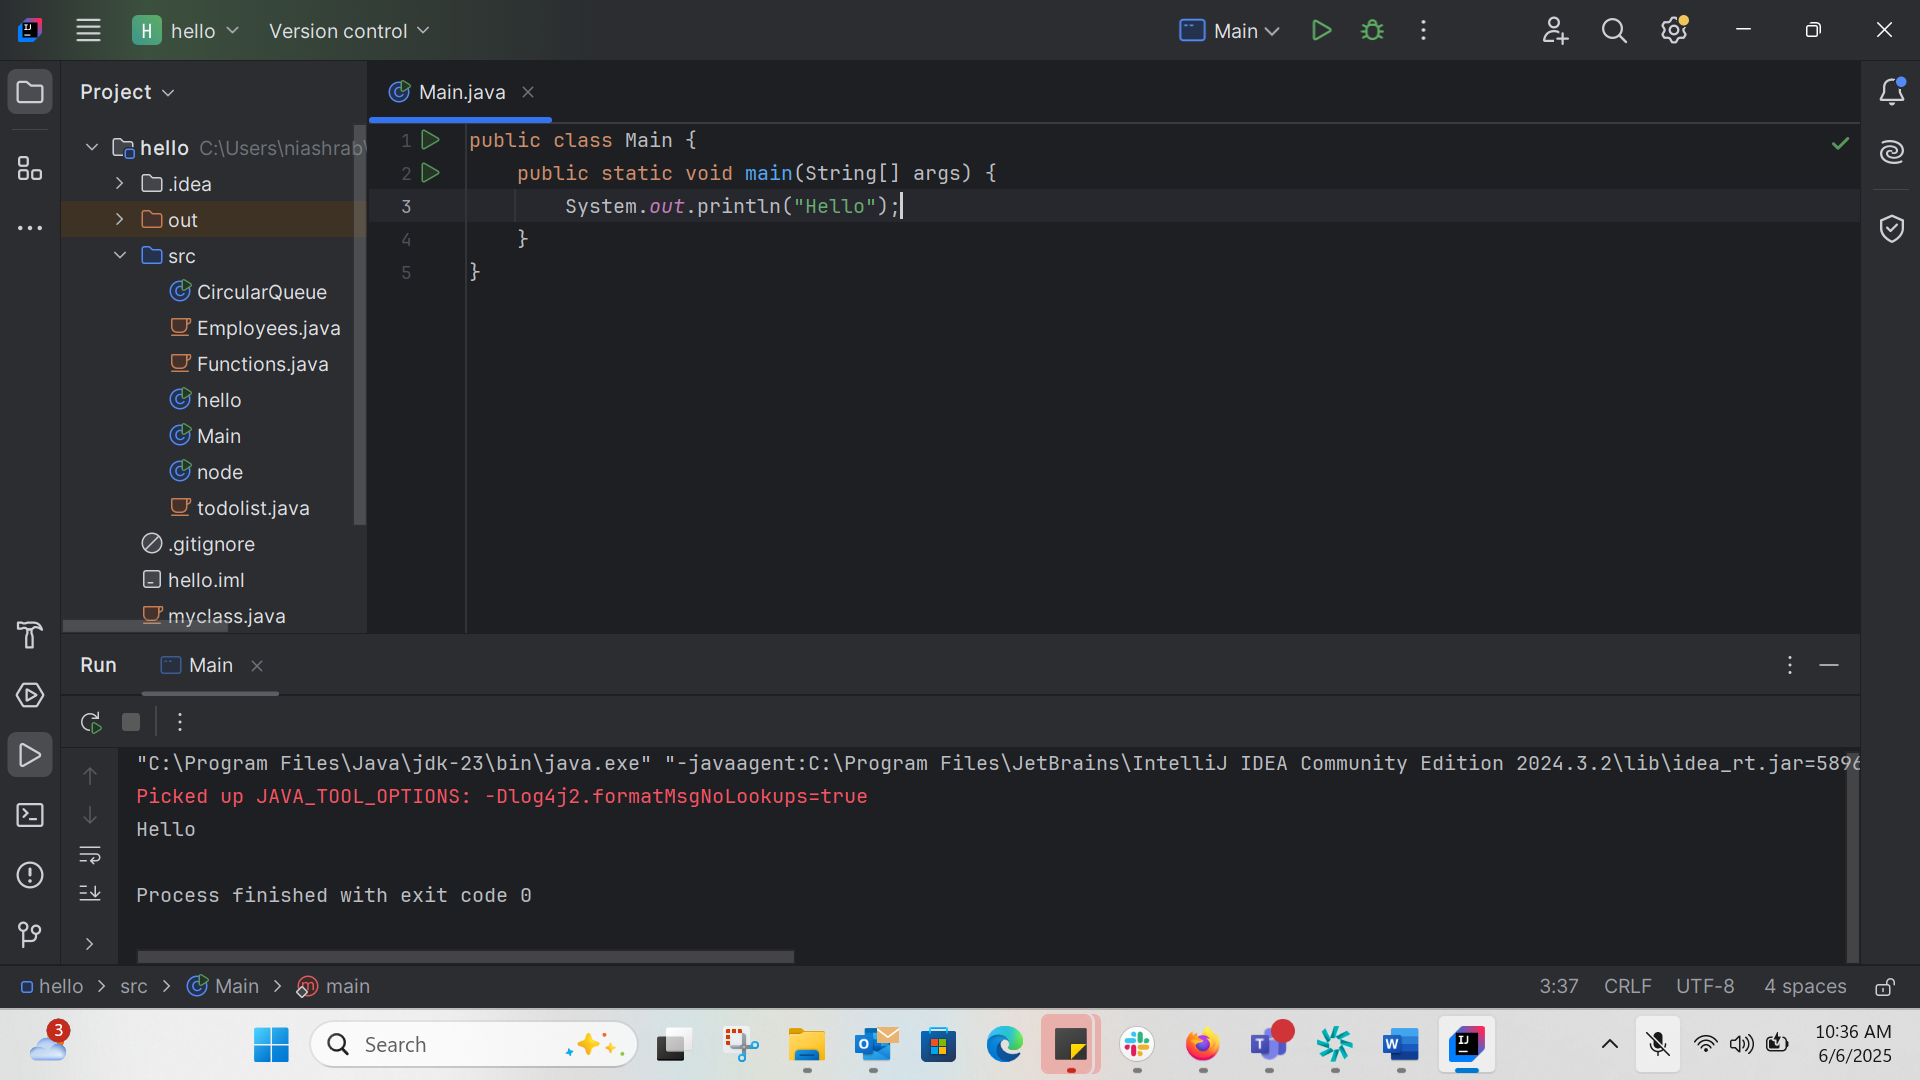 H hello Version control Main
Project
Main.java
hello C:\Users\niashrab\
.idea
out
src
CircularQueue
Employees.java
Functions.java
hello
Main
node
todolist.java
.gitignore
hello.iml
myclass.java
1 public class Main {
2 public static void main(String[] args) {
3 System.out.println("Hello");
4 }
5 }
Run Main
"C:\Program Files\Java\jdk-23\bin\java.exe" "-javaagent:C:\Program Files\JetBrains\IntelliJ IDEA Community Edition 2024.3.2\lib\idea_rt.jar=5896
Picked up JAVA_TOOL_OPTIONS: -Dlog4j2.formatMsgNoLookups=true
Hello
Process finished with exit code 0
hello > src > Main > main 3:37 CRLF UTF-8 4 spaces
3 Search 10:36 AM
6/6/2025